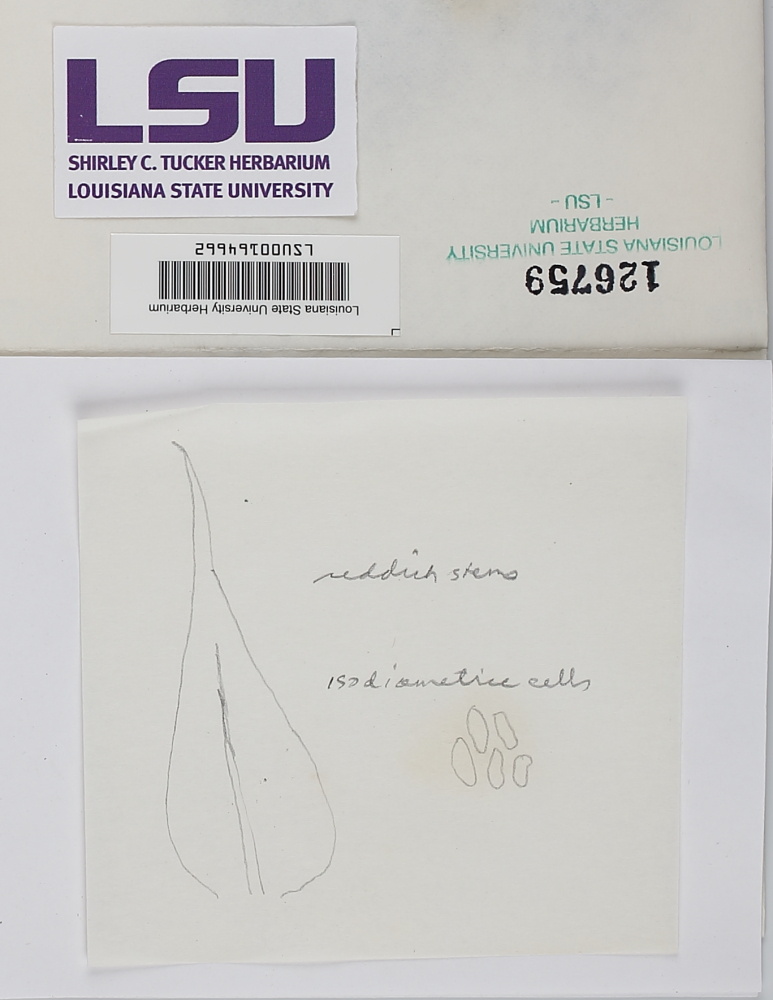 LSU
SHIRLEY C. TUCKER HERBARIUM
LOUISIANA STATE UNIVERSITY
LSU00164662
Louisiana State University Herbarium
126759
LOUISIANA STATE UNIVERSITY
HERBARIUM
- LSU -
reddish stems
isodiametric cells